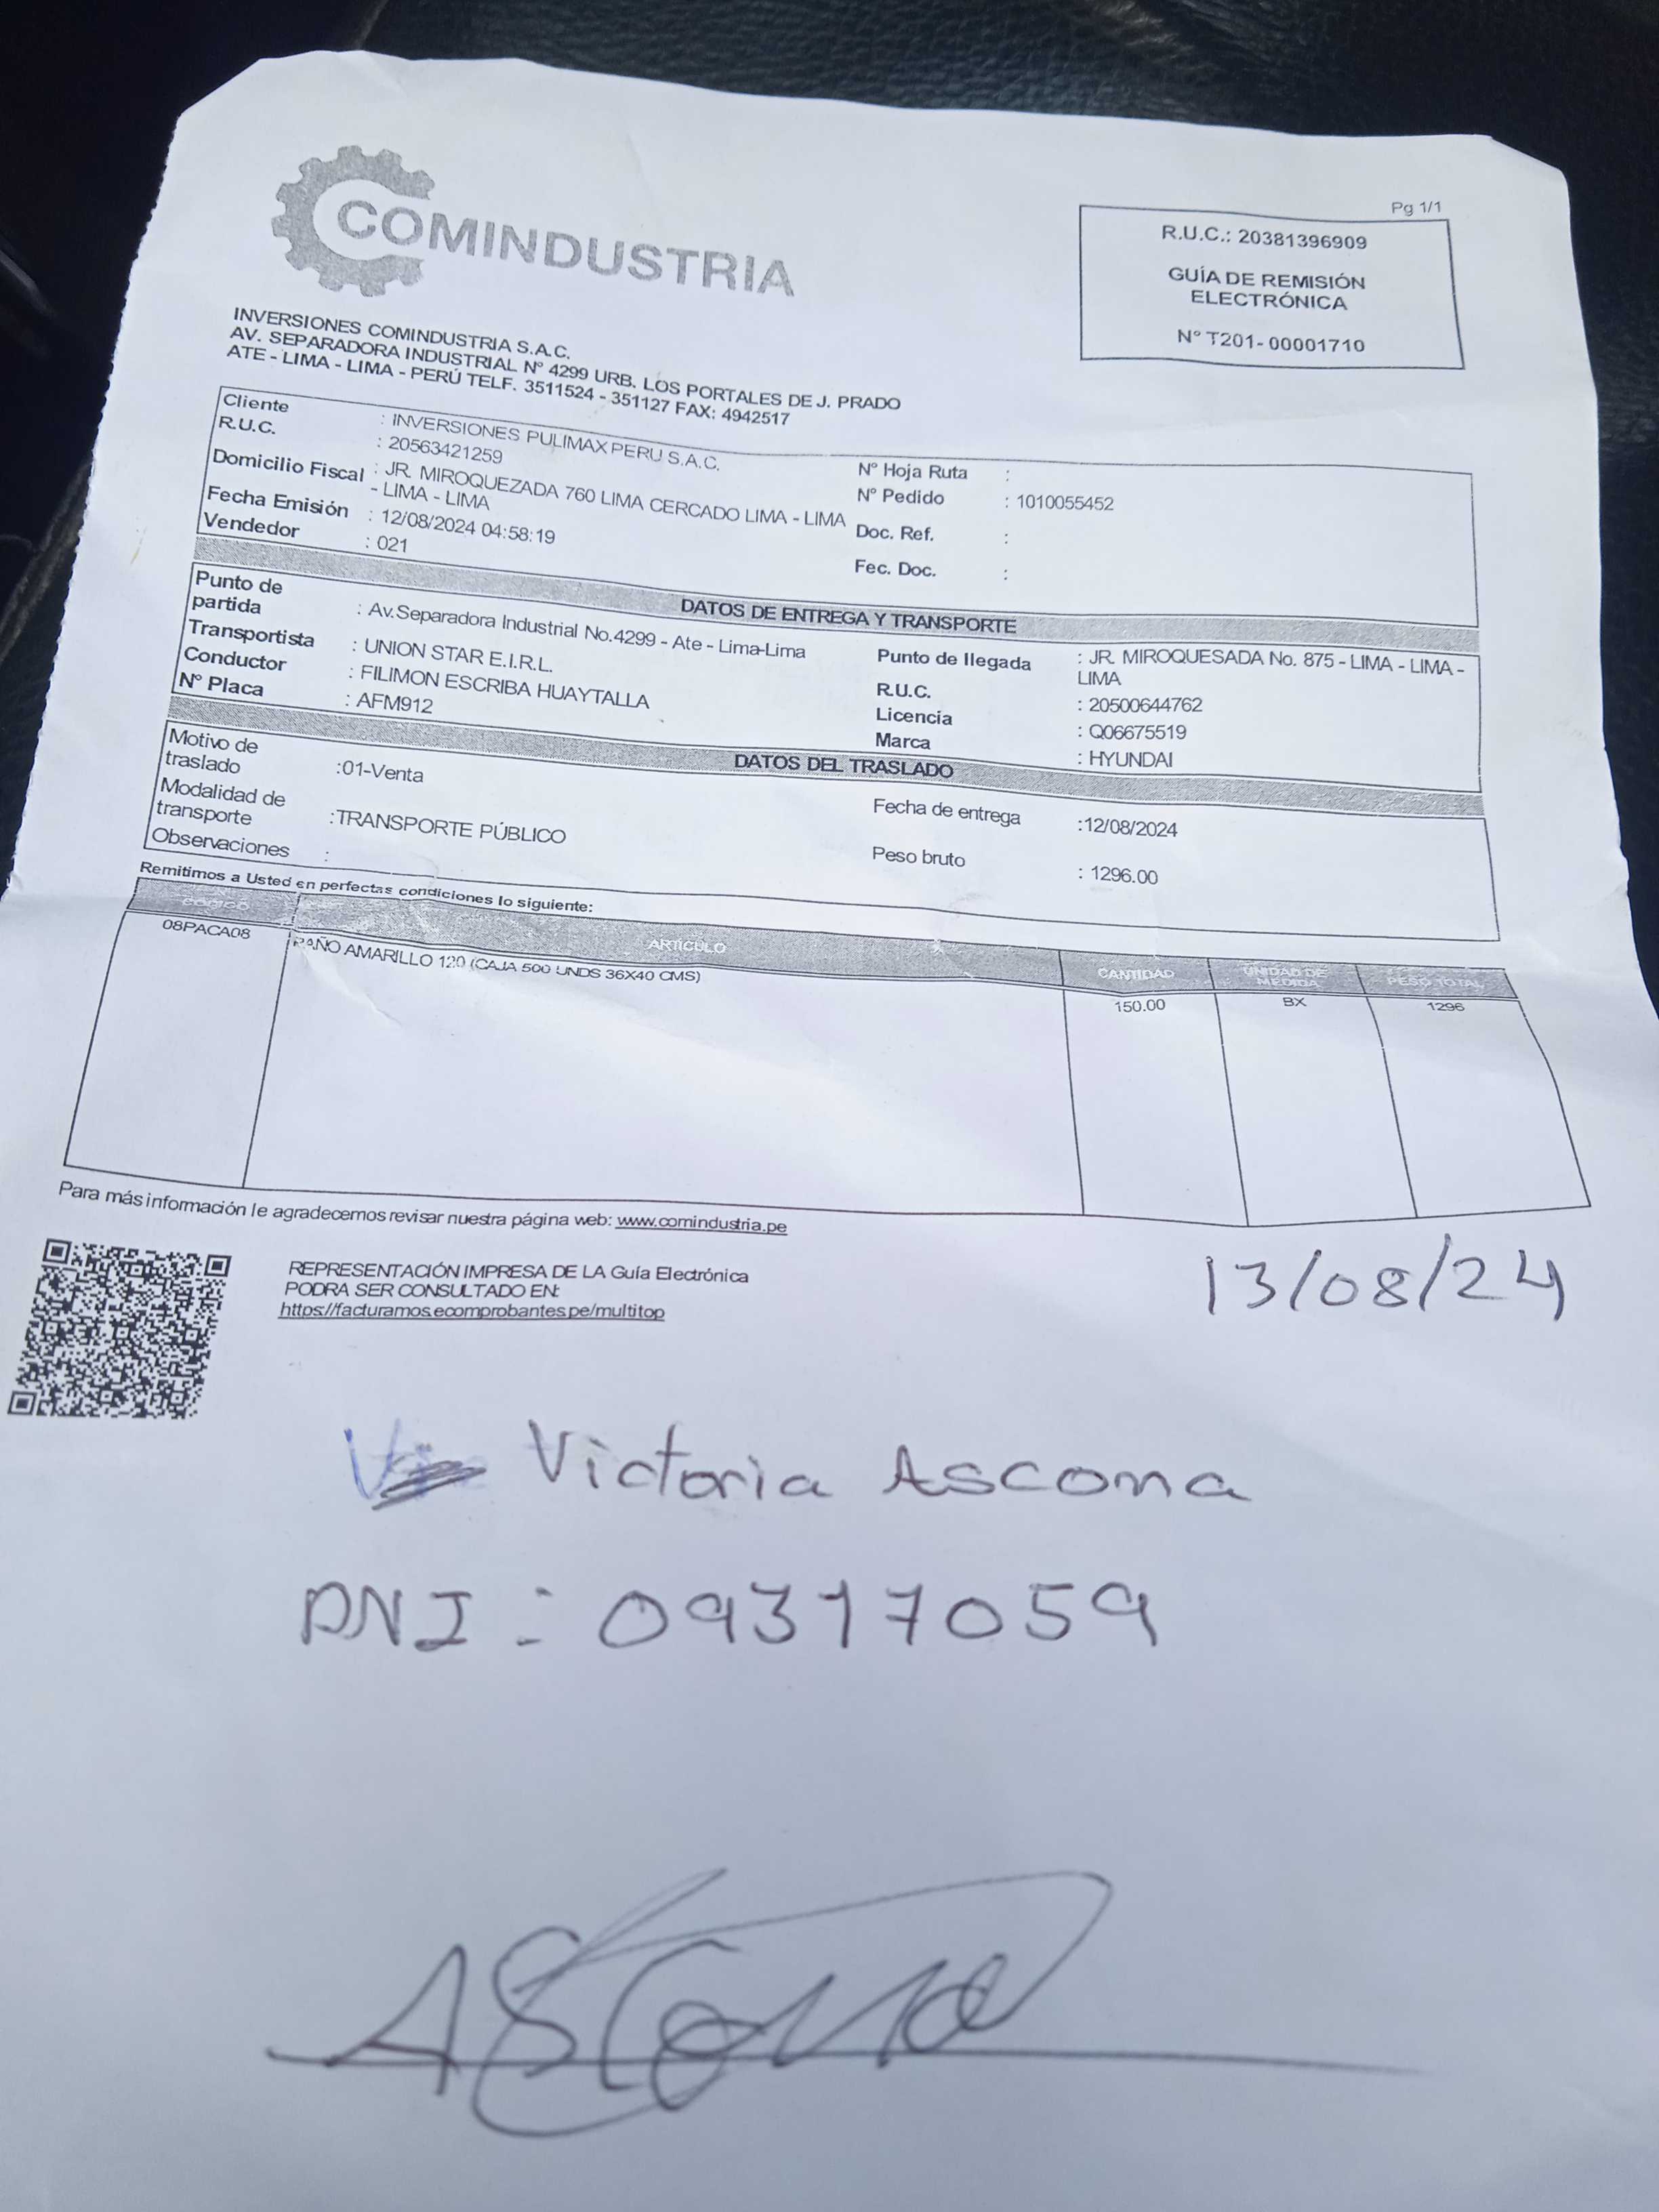 COMINDUSTRIA
Pg 1/1
R.U.C.: 20381396909
GUÍA DE REMISIÓN
ELECTRÓNICA
N° T201- 00001710
INVERSIONES COMINDUSTRIA S.A.C.
AV. SEPARADORA INDUSTRIAL N° 4299 URB. LOS PORTALES DE J. PRADO
ATE - LIMA - LIMA - PERÚ TELF. 3511524 - 351127 FAX: 4942517
Cliente : INVERSIONES PULIMAX PERU S.A.C.
R.U.C. : 20563421259
Domicilio Fiscal : JR. MIROQUEZADA 760 LIMA CERCADO LIMA - LIMA
- LIMA - LIMA
Fecha Emisión : 12/08/2024 04:58:19
Vendedor : 021
N° Hoja Ruta :
N° Pedido : 1010055452
Doc. Ref. :
Fec. Doc. :
DATOS DE ENTREGA Y TRANSPORTE
Punto de
partida : Av.Separadora Industrial No.4299 - Ate - Lima-Lima
Transportista : UNION STAR E.I.R.L.
Conductor : FILIMON ESCRIBA HUAYTALLA
N° Placa : AFM912
Punto de llegada : JR. MIROQUESADA No. 875 - LIMA - LIMA -
LIMA
R.U.C. : 20500644762
Licencia : Q06675519
Marca : HYUNDAI
DATOS DEL TRASLADO
Motivo de
traslado :01-Venta
Modalidad de
transporte :TRANSPORTE PÚBLICO
Observaciones :
Fecha de entrega :12/08/2024
Peso bruto : 1296.00
Remitimos a Usted en perfectas condiciones lo siguiente:
CÓDIGO ARTÍCULO CANTIDAD UNIDAD DE MEDIDA PESO TOTAL
08PACA08 PAÑO AMARILLO 120 (CAJA 500 UNDS 36X40 CMS) 150.00 BX 1296
Para más información le agradecemos revisar nuestra página web: www.comindustria.pe
REPRESENTACIÓN IMPRESA DE LA Guía Electrónica
PODRA SER CONSULTADO EN:
https://facturamos.ecomprobantes.pe/multitop
13/08/24
Victoria Ascona
DNI : 09317059
Ascona